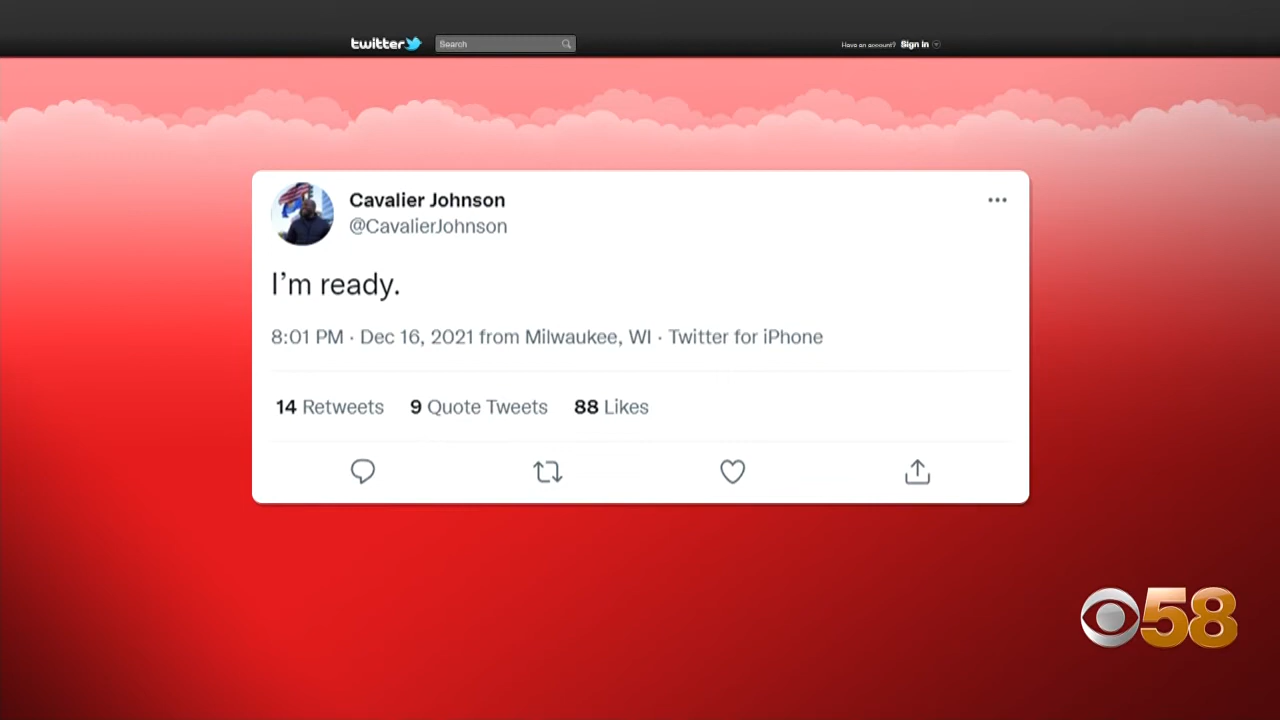 twitter Search Have an account? Sign in
Cavalier Johnson
@CavalierJohnson
I'm ready.
8:01 PM · Dec 16, 2021 from Milwaukee, WI · Twitter for iPhone
14 Retweets 9 Quote Tweets 88 Likes
58